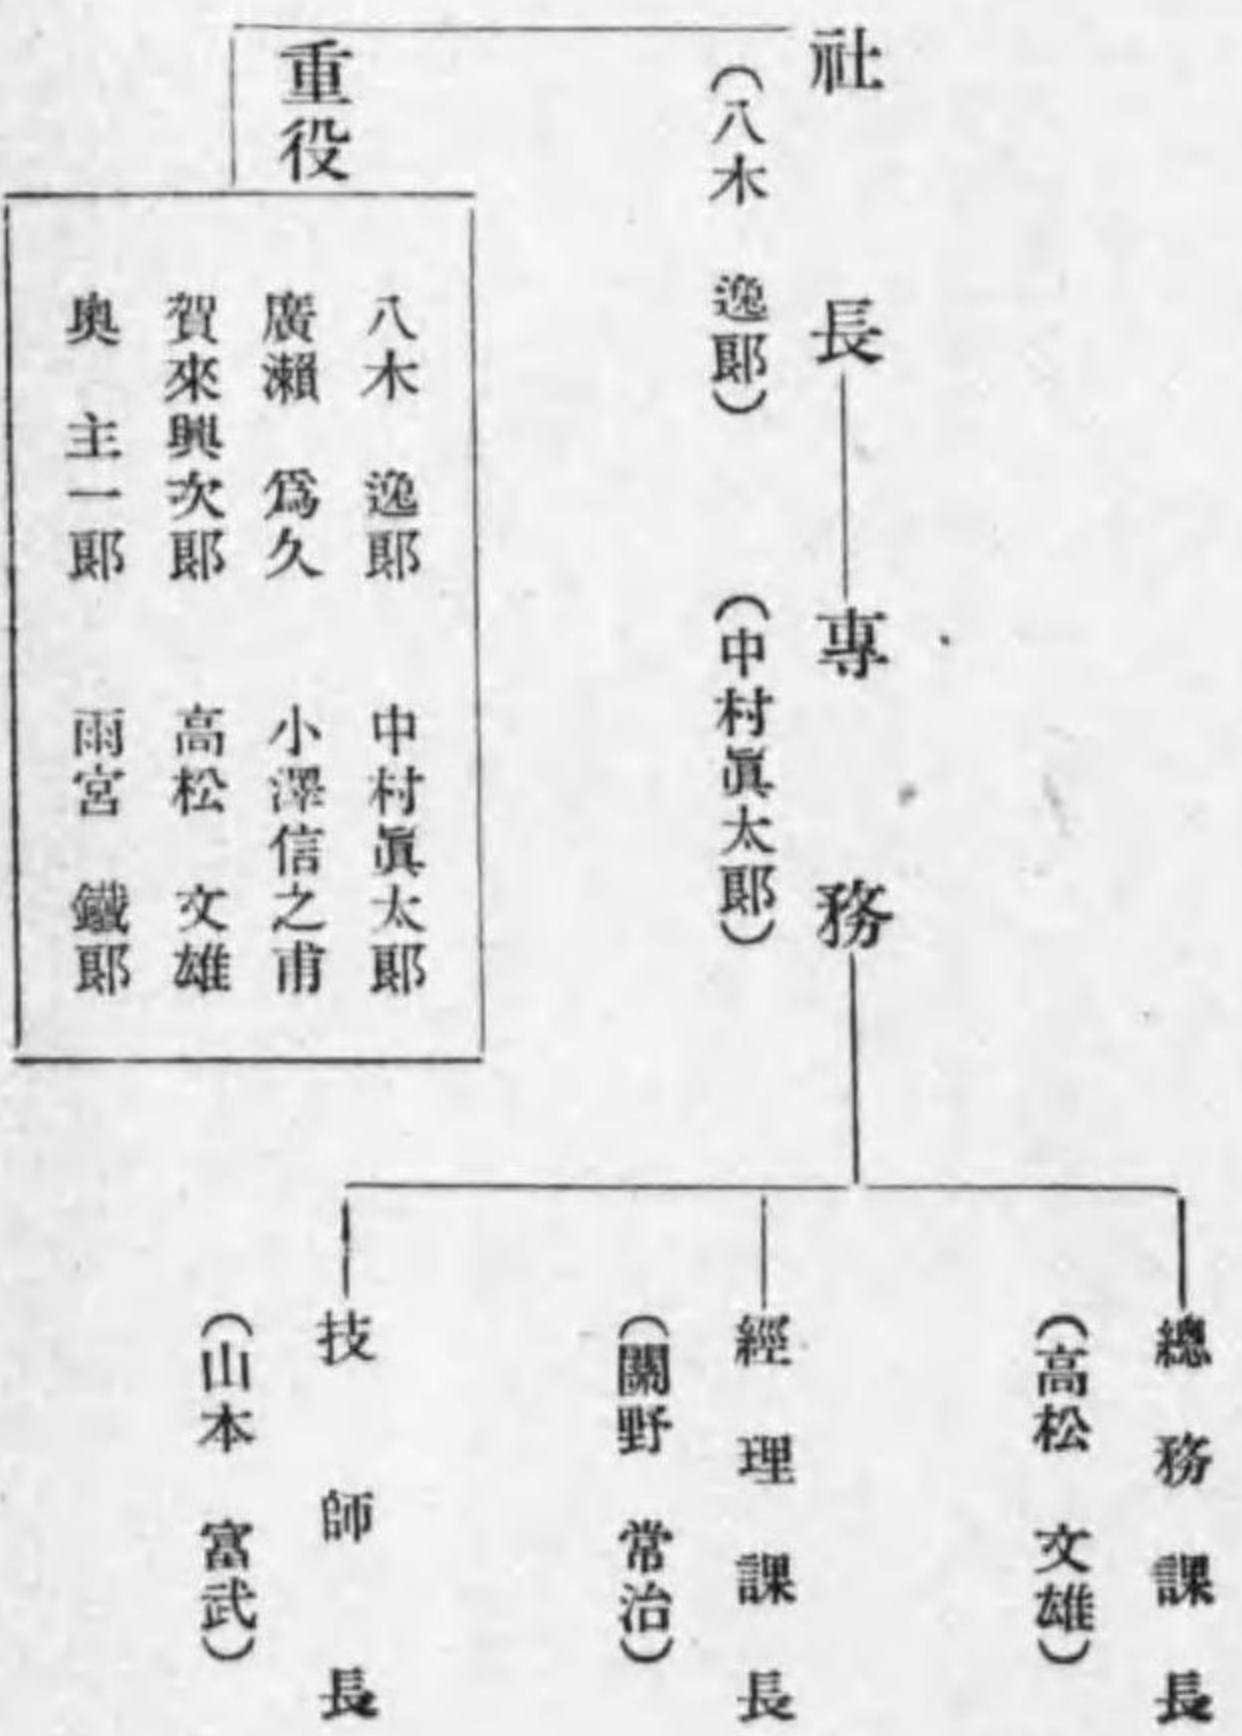 社長
(八木 逸郎)
專務
(中村眞太郎)
重役
八木 逸郎 中村眞太郎
廣瀨 爲久 小澤信之甫
賀來興次郎 高松 文雄
奥 主一郎 雨宮 鐵郎
總務課長
(高松 文雄)
經理課長
(關野 常治)
技師長
(山本 富武)